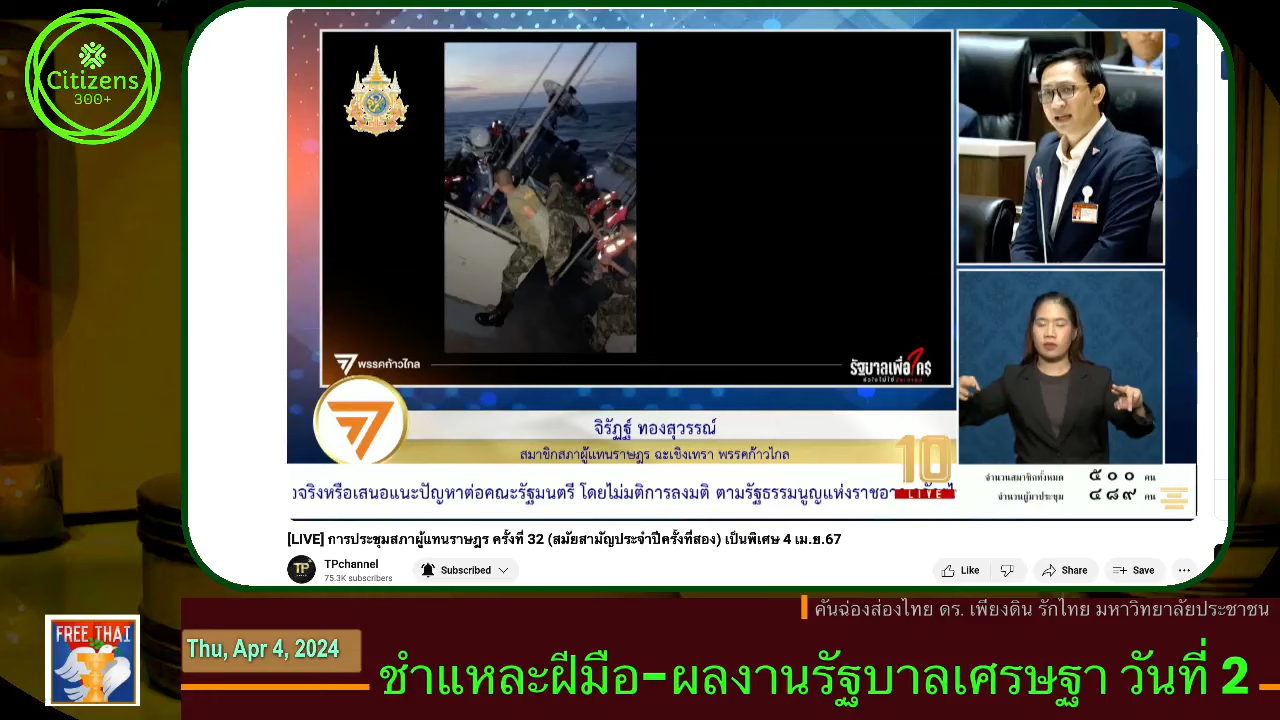 Citizens
300+
พรรคก้าวไกล
รัฐบาลเพื่อใคร?
จิรัฏฐ์ ทองสุวรรณ์
สมาชิกสภาผู้แทนราษฎร ฉะเชิงเทรา พรรคก้าวไกล
10
LIVE
จริงหรือเสนอแนะปัญหาต่อคณะรัฐมนตรี โดยไม่มีการลงมติ ตามรัฐธรรมนูญแห่งราชอา
จำนวนสมาชิกทั้งหมด ๕๐๐ คน
จำนวนผู้มาประชุม ๔๘๙ คน
[LIVE] การประชุมสภาผู้แทนราษฎร ครั้งที่ 32 (สมัยสามัญประจำปีครั้งที่สอง) เป็นพิเศษ 4 เม.ย.67
TP
TPchannel
75.3K subscribers
Subscribed
Like
Share
Save
คันฉ่องส่องไทย ดร. เพียงดิน รักไทย มหาวิทยาลัยประชาชน
FREE THAI
Thu, Apr 4, 2024
ชำแหละฝีมือ-ผลงานรัฐบาลเศรษฐา วันที่ 2